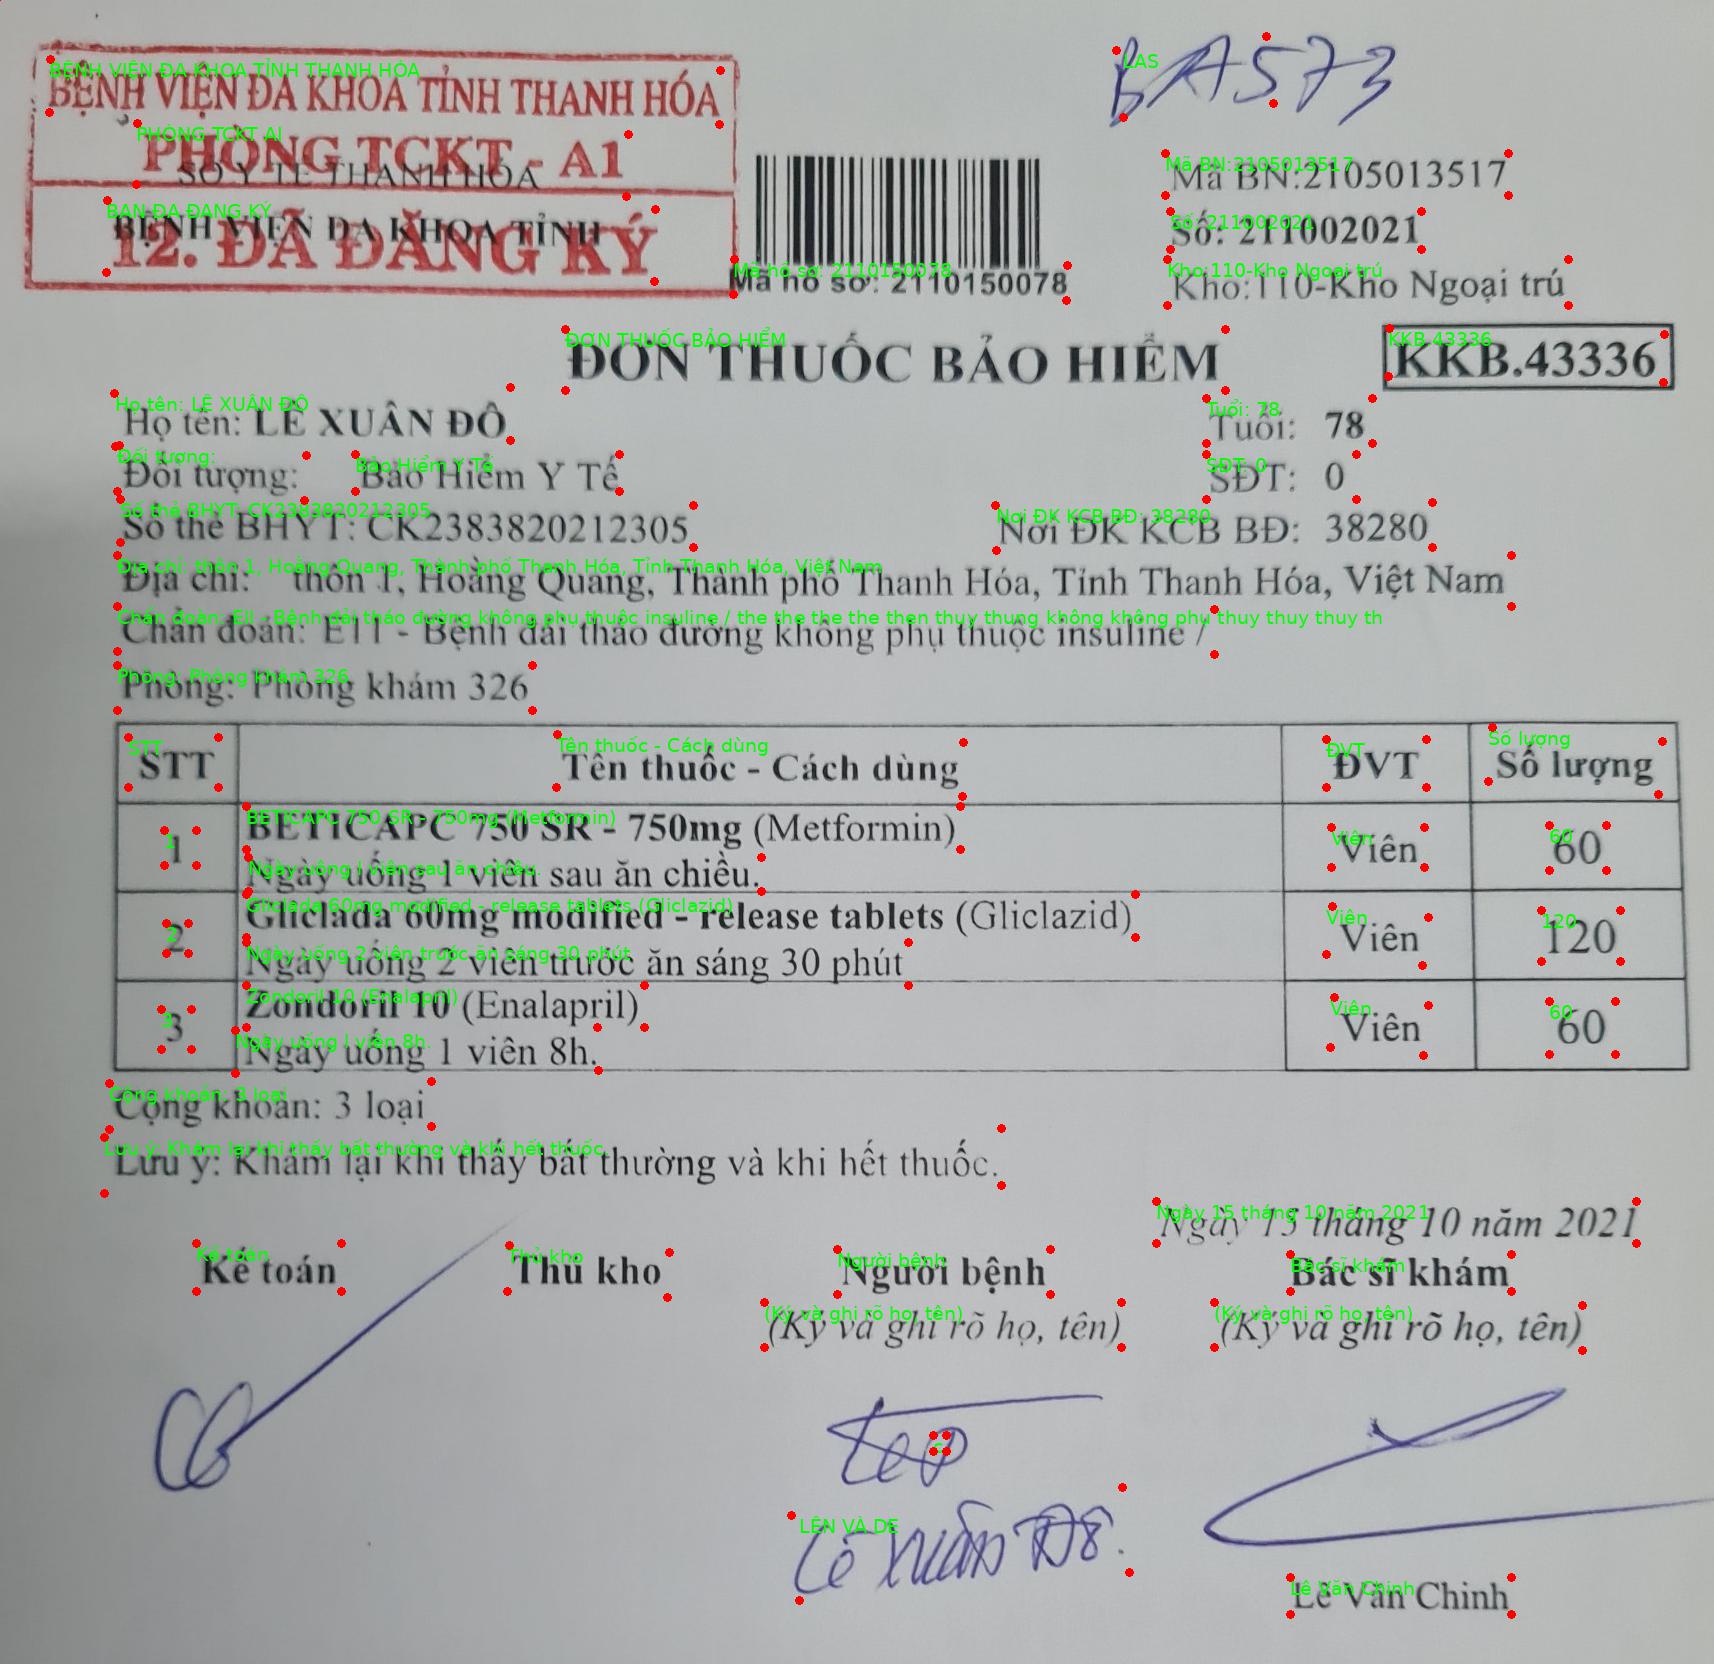 BA573
BỆNH VIỆN ĐA KHOA TỈNH THANH HÓA
PHÒNG TCKT - A1
SỞ Y TẾ THANH HÓA
BỆNH VIỆN ĐA KHOA TỈNH
12. ĐÃ ĐĂNG KÝ
Mã hồ sơ: 2110150078
Mã BN:2105013517
Số: 211002021
Kho:110-Kho Ngoại trú
ĐƠN THUỐC BẢO HIỂM
KKB.43336
Họ tên: LÊ XUÂN ĐÔ Tuổi: 78
Đối tượng: Bảo Hiểm Y Tế SĐT: 0
Số thẻ BHYT: CK2383820212305 Nơi ĐK KCB BĐ: 38280
Địa chỉ: thôn 1, Hoằng Quang, Thành phố Thanh Hóa, Tỉnh Thanh Hóa, Việt Nam
Chẩn đoán: E11 - Bệnh đái tháo đường không phụ thuộc insuline /
Phòng: Phòng khám 326
STT Tên thuốc - Cách dùng ĐVT Số lượng
1 BETICAPC 750 SR - 750mg (Metformin) Viên 60
Ngày uống 1 viên sau ăn chiều.
2 Gliclada 60mg modified - release tablets (Gliclazid) Viên 120
Ngày uống 2 viên trước ăn sáng 30 phút
3 Zondoril 10 (Enalapril) Viên 60
Ngày uống 1 viên 8h.
Cộng khoản: 3 loại
Lưu ý: Khám lại khi thấy bất thường và khi hết thuốc.
Ngày 15 tháng 10 năm 2021
Kế toán Thủ kho Người bệnh Bác sĩ khám
(Ký và ghi rõ họ, tên) (Ký và ghi rõ họ, tên)
Lê Xuân Đô.
Lê Văn Chinh